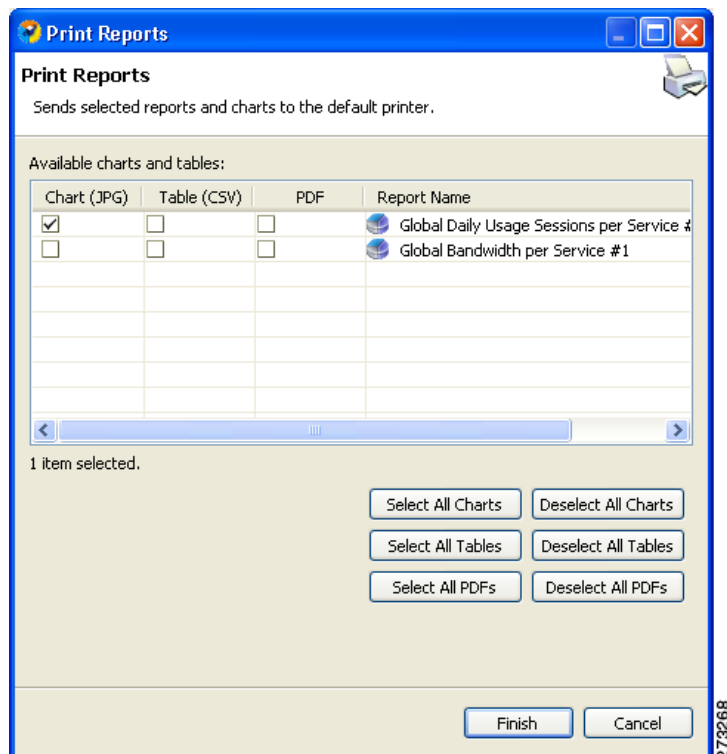 Print Reports
Print Reports
Sends selected reports and charts to the default printer.
Available charts and tables:
Chart (JPG) Table (CSV) PDF Report Name
Global Daily Usage Sessions per Service #
Global Bandwidth per Service #1
1 item selected.
Select All Charts Deselect All Charts
Select All Tables Deselect All Tables
Select All PDFs Deselect All PDFs
Finish Cancel